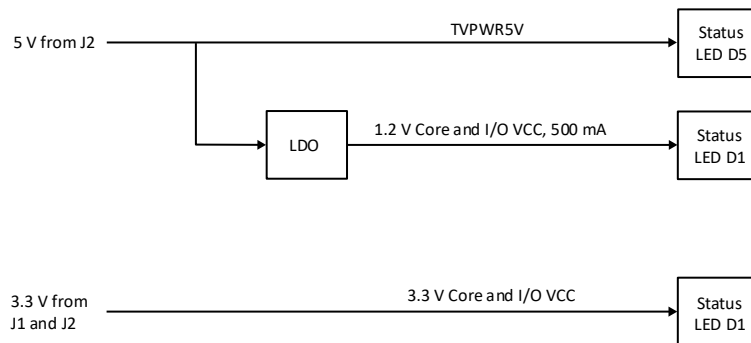 TVPWR5V
5 V from J2
Status
LED D5
1.2 V Core and I/O VCC, 500 mA
LDO
Status
LED D1
3.3 V from
J1 and J2
3.3 V Core and I/O VCC
Status
LED D1